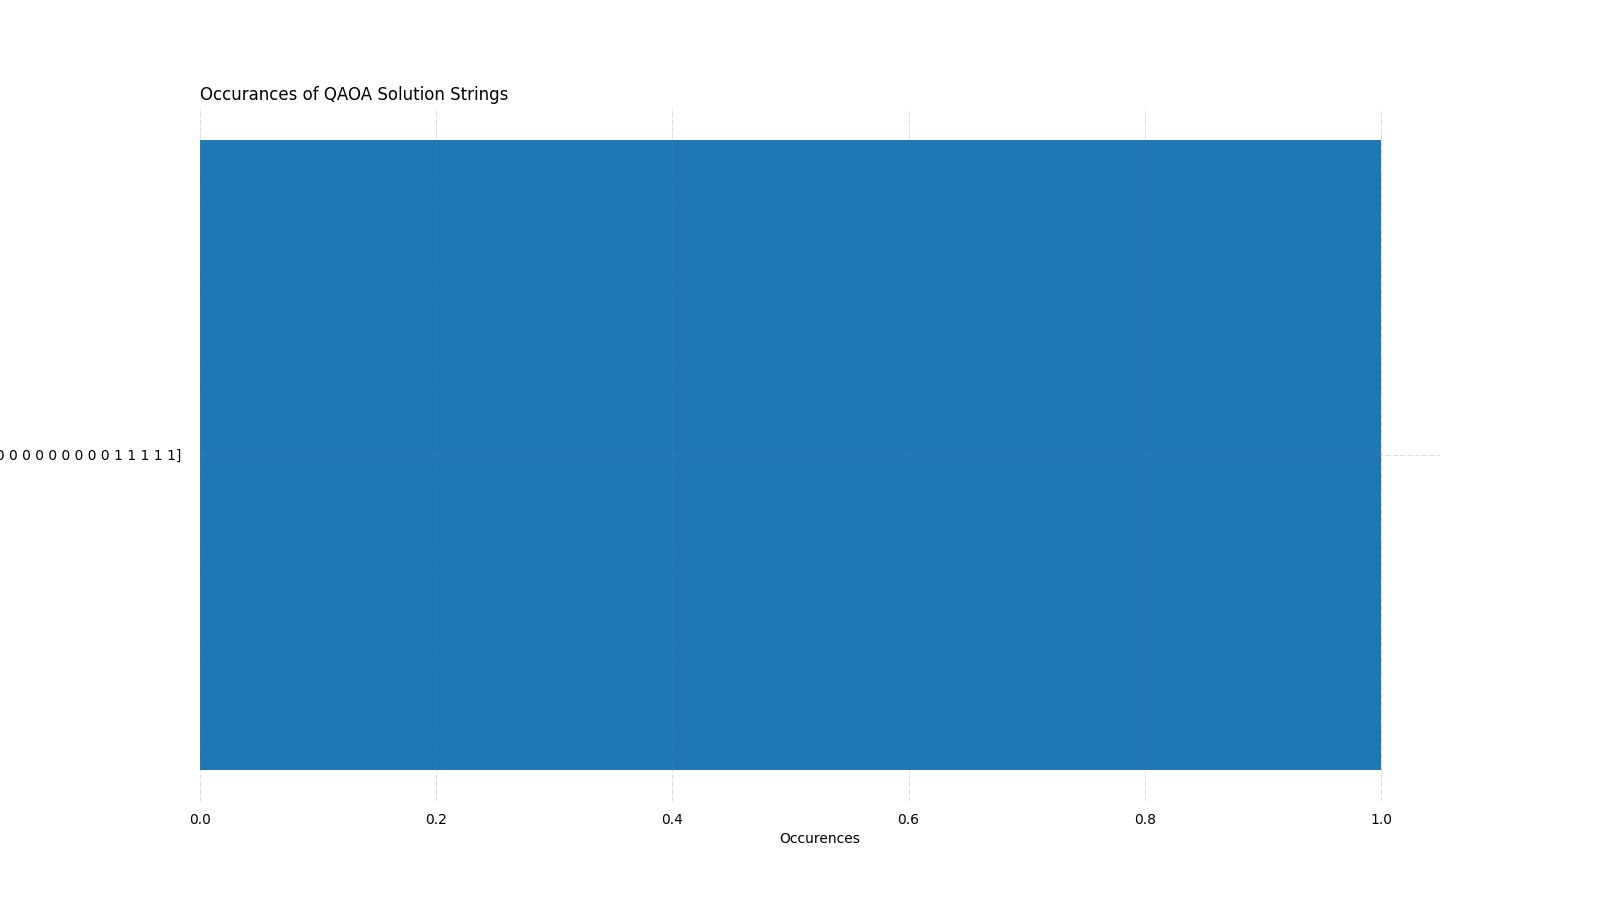 Occurances of QAOA Solution Strings
0 0 0 0 0 0 0 0 0 1 1 1 1 1]
0.0 0.2 0.4 0.6 0.8 1.0
Occurences